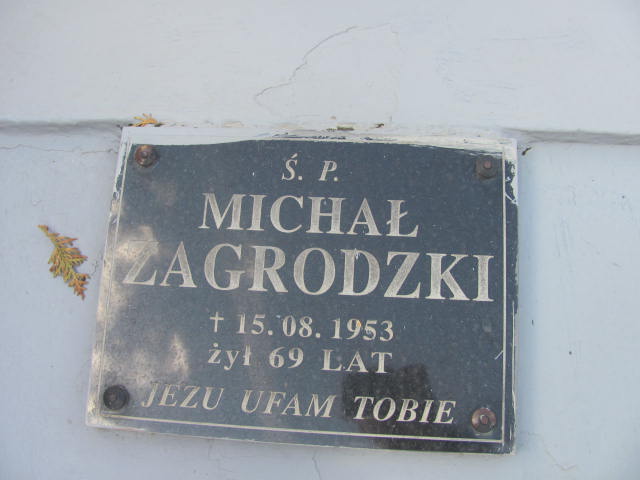 Ś. P.
MICHAŁ
ZAGRODZKI
† 15.08.1953
żył 69 LAT
JEZU UFAM TOBIE